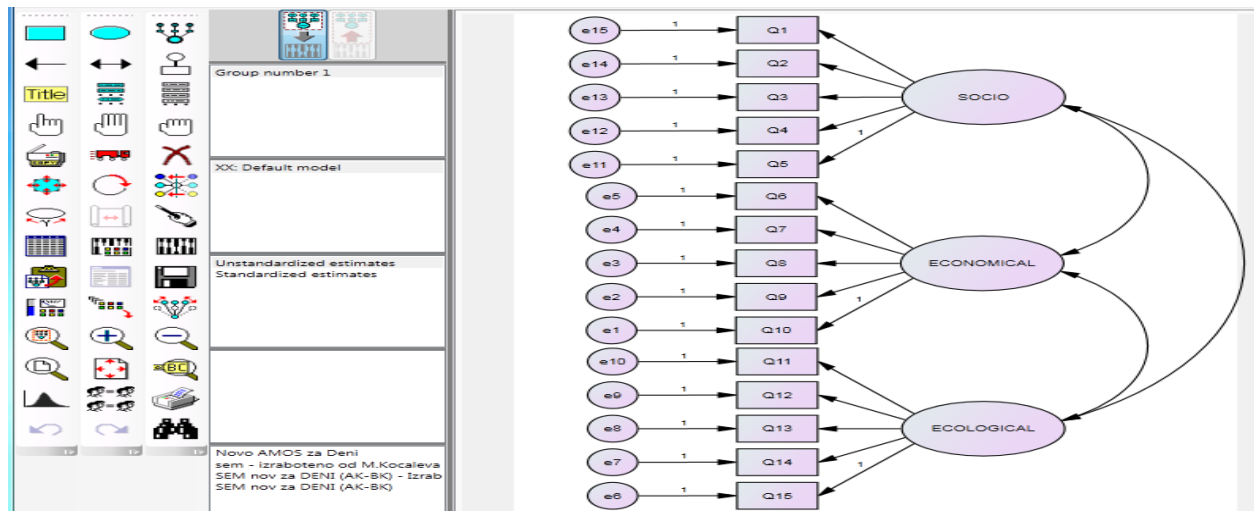 Title
COPY
Group number 1
XX: Default model
Unstandardized estimates
Standardized estimates
Novo AMOS za Deni
sem - izraboteno od M.Kocaleva
SEM nov za DENI (AK-BK) - Izrab
SEM nov za DENI (AK-BK)
e15 1 Q1
e14 1 Q2
e13 1 Q3
SOCIO
e12 1 Q4
1
e11 1 Q5
e5 1 Q6
e4 1 Q7
e3 1 Q8
ECONOMICAL
e2 1 Q9
1
e1 1 Q10
e10 1 Q11
e9 1 Q12
e8 1 Q13
ECOLOGICAL
e7 1 Q14
1
e6 1 Q15